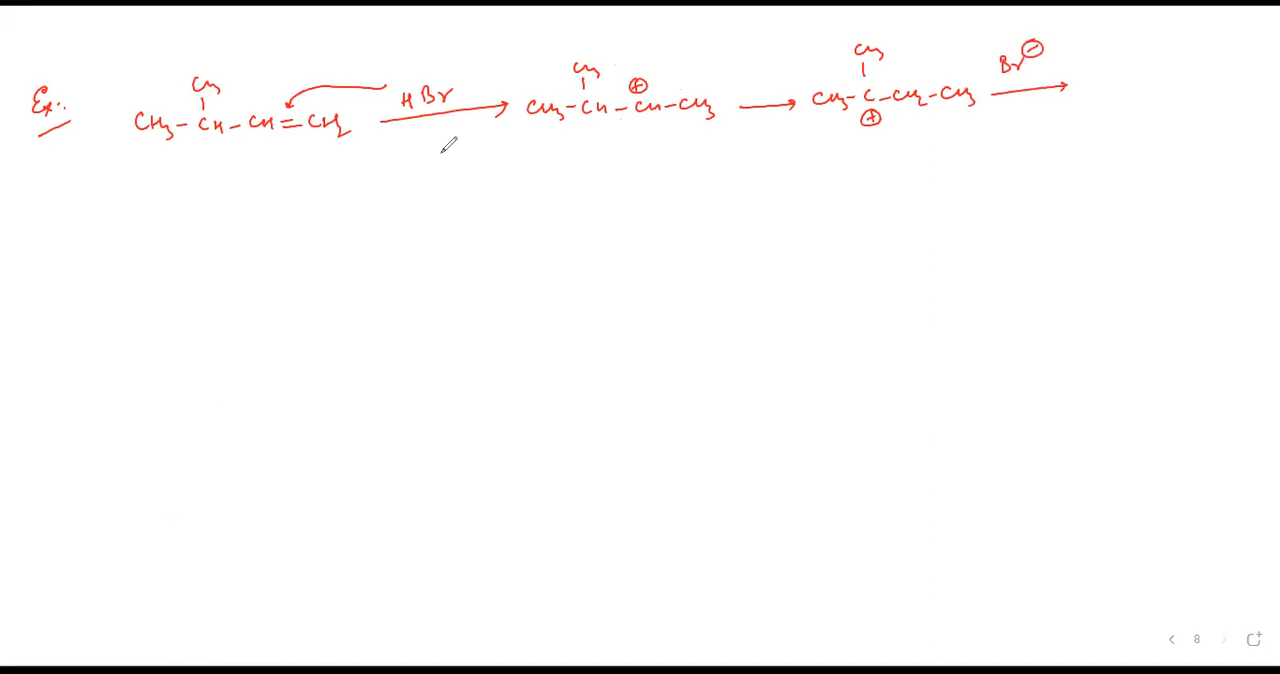 Ex:.
CH3 CH3 CH3
CH3-CH-CH=CH2 HBr CH3-CH-CH-CH3 CH3-C-CH2-CH3 Br⊖
⊕ ⊕
8